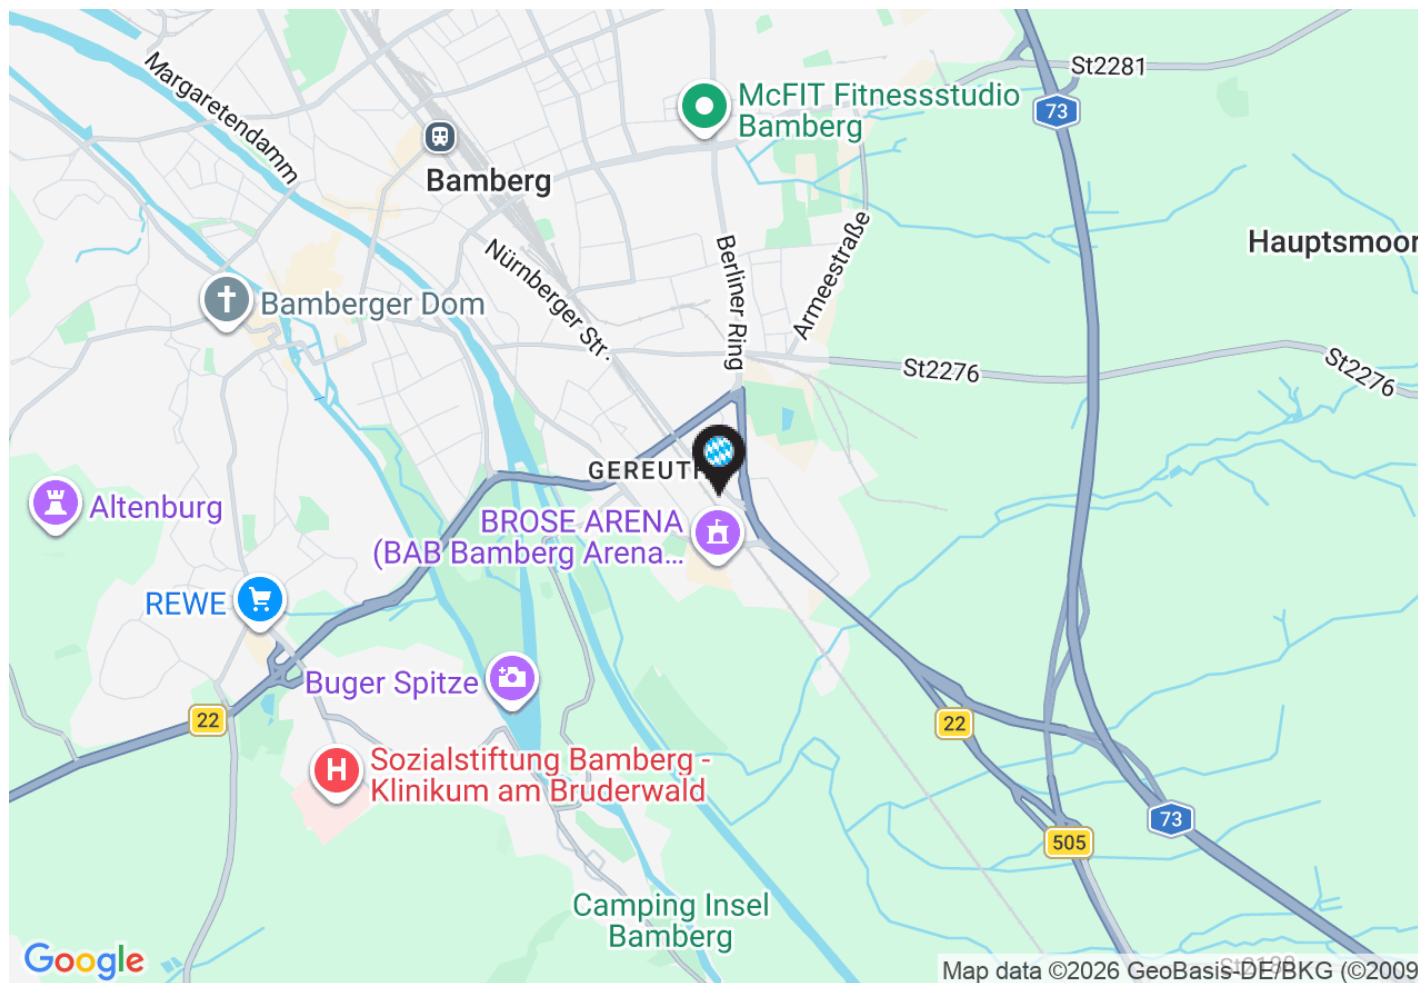 St2281
73
McFIT Fitnessstudio
Bamberg
Margaretendamm
Bamberg
Hauptsmoor
Nürnberger Str.
Berliner Ring
Armeestraße
Bamberger Dom
St2276
St2276
GEREUTH
Altenburg
BROSE ARENA
(BAB Bamberg Arena...
REWE
Buger Spitze
22
22
Sozialstiftung Bamberg -
Klinikum am Bruderwald
H
73
505
Camping Insel
Bamberg
Google
Map data ©2026 GeoBasis-DE/BKG (©2009